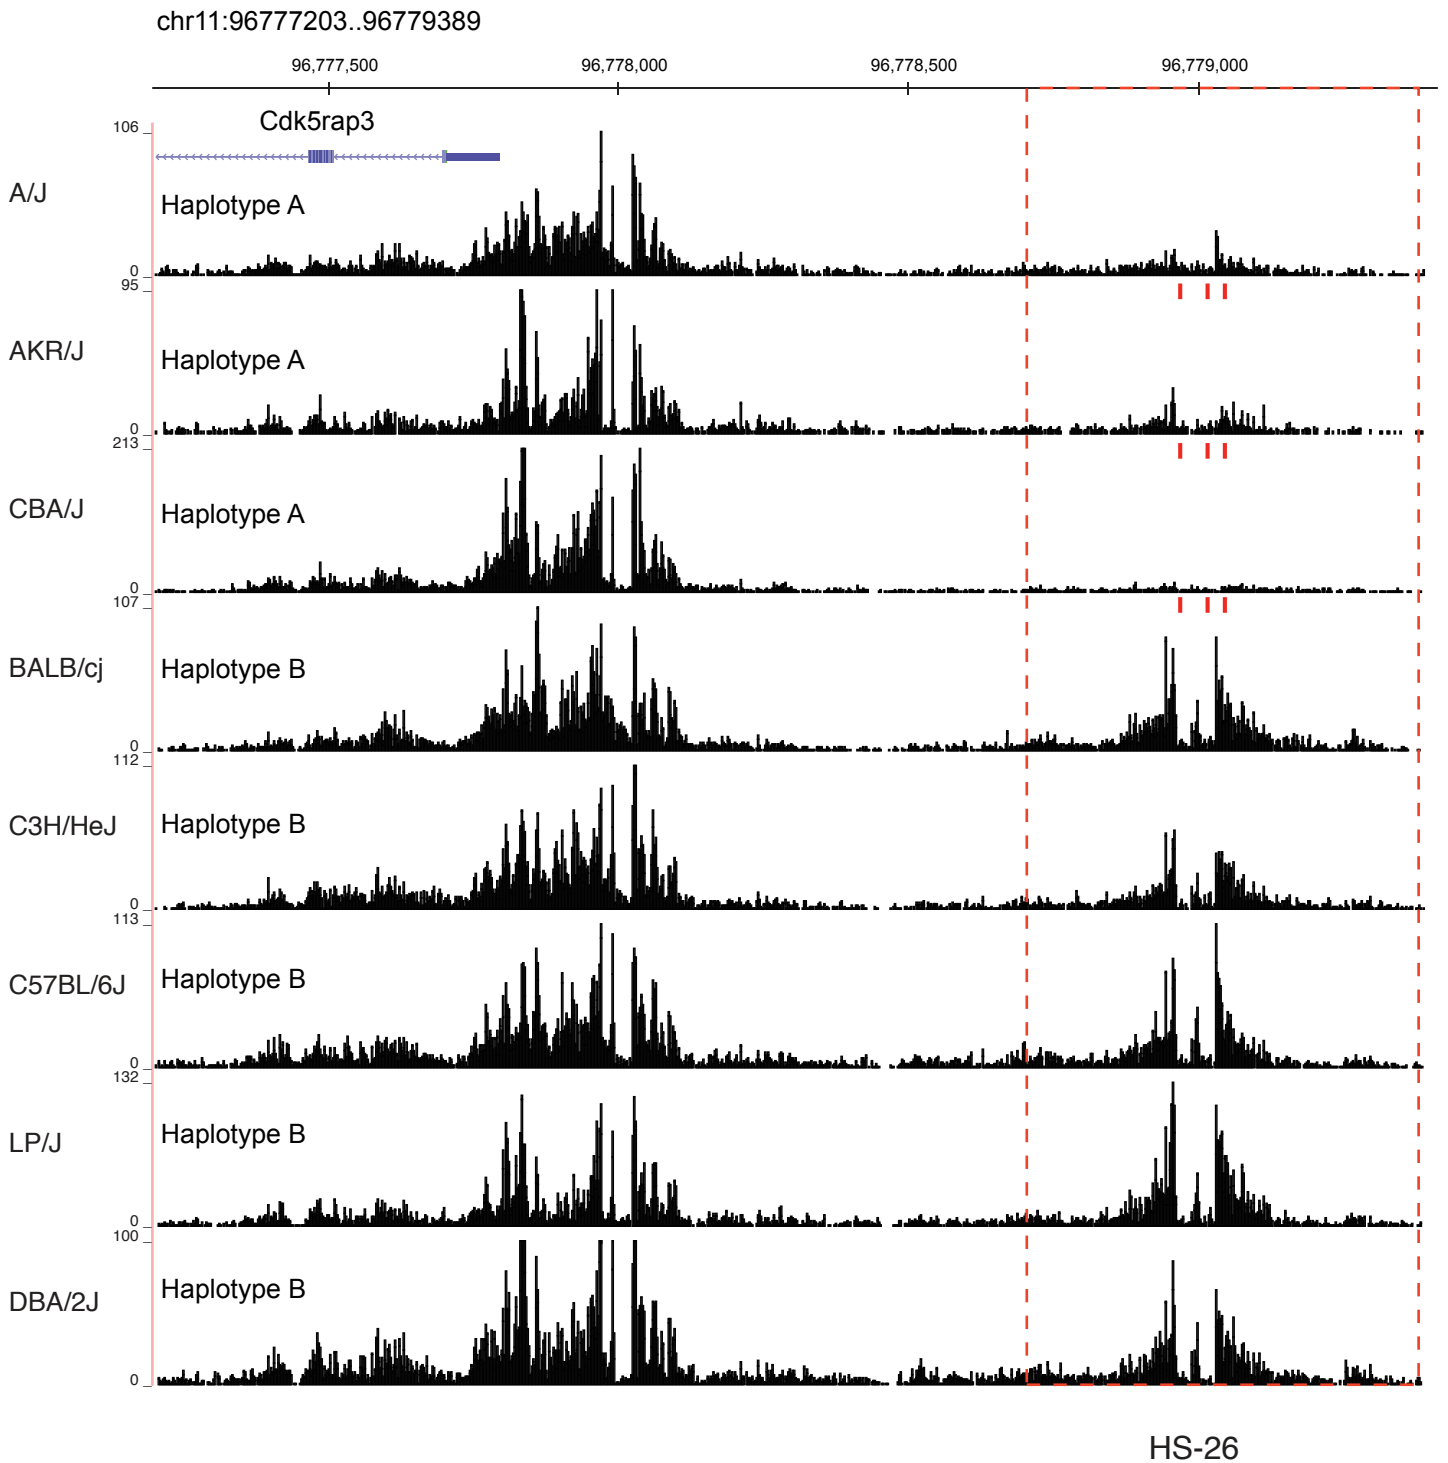 chr11:96777203..96779389
96,777,500 96,778,000 96,778,500 96,779,000
Cdk5rap3
106
A/J
Haplotype A
0
95
AKR/J
Haplotype A
0
213
CBA/J
Haplotype A
0
107
BALB/cj
Haplotype B
0
112
C3H/HeJ
Haplotype B
0
113
C57BL/6J
Haplotype B
0
132
LP/J
Haplotype B
0
100
DBA/2J
Haplotype B
0
HS-26